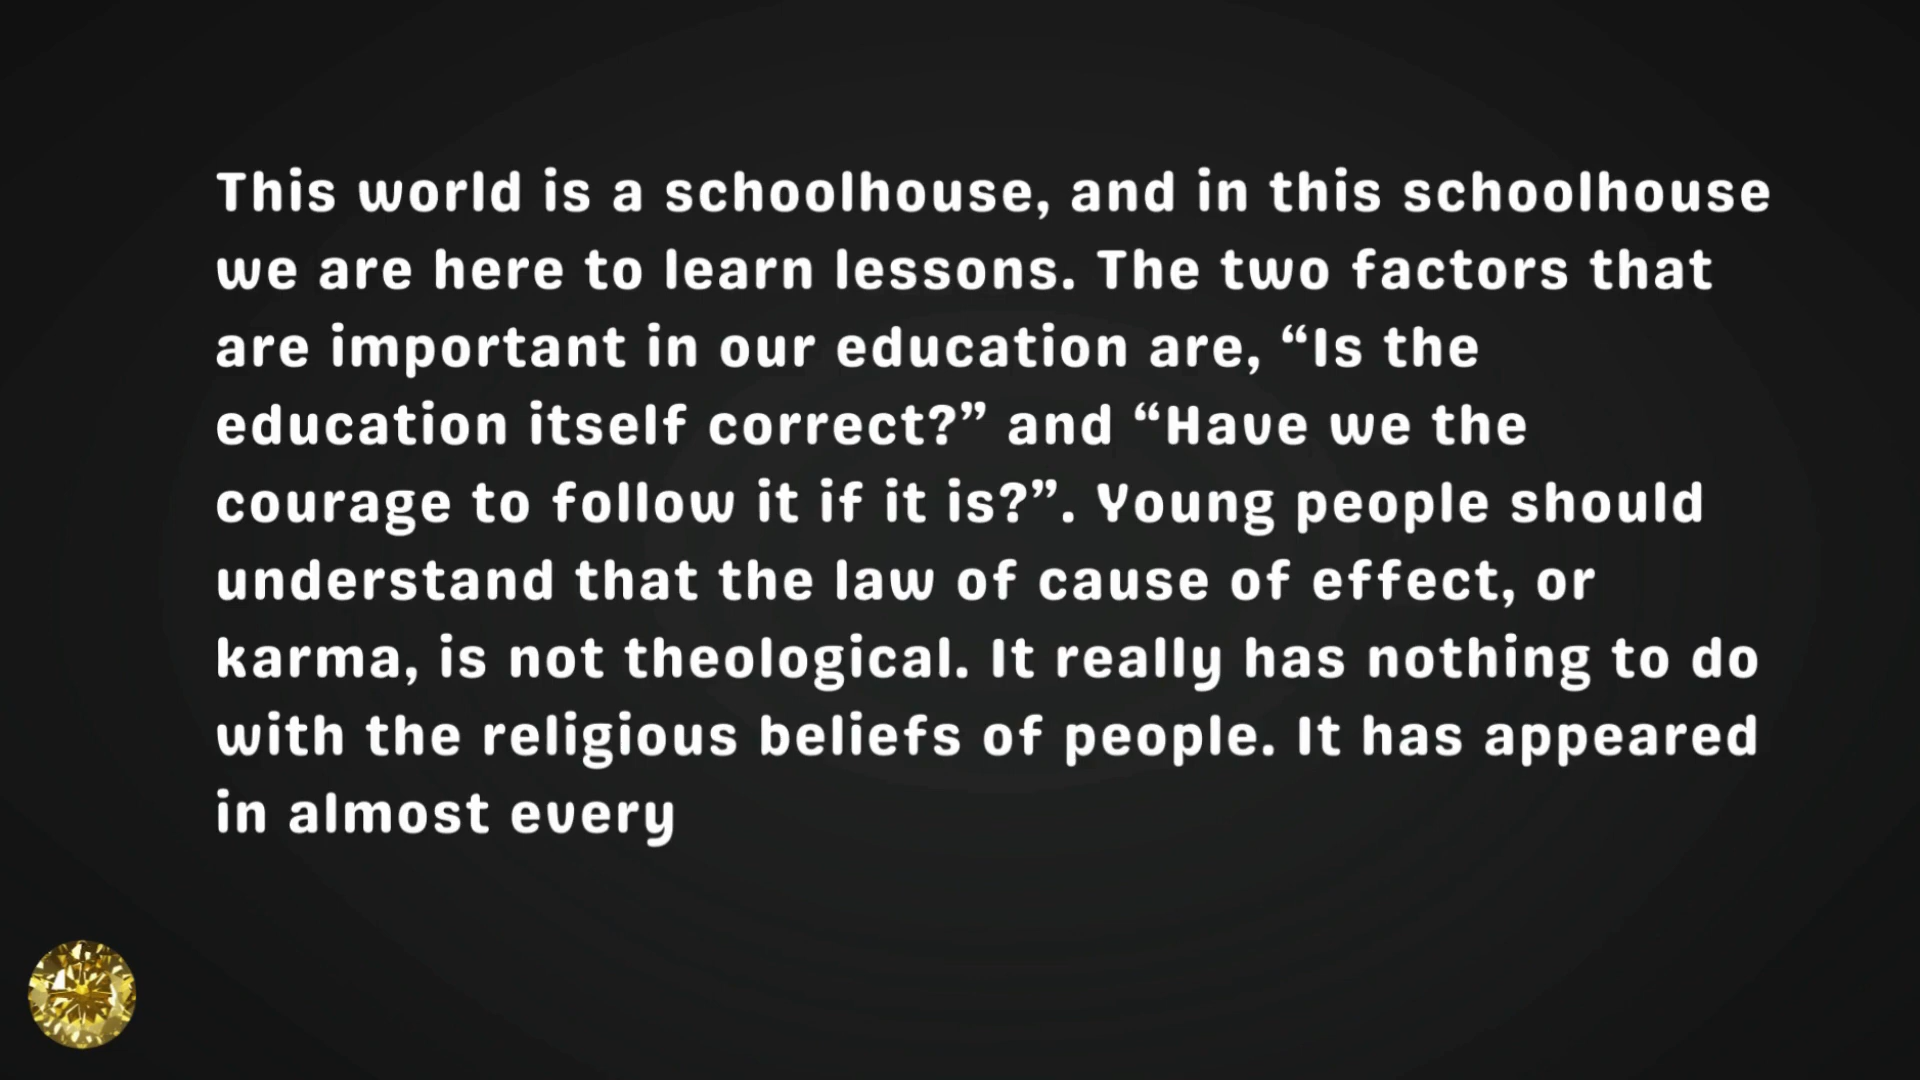 This world is a schoolhouse, and in this schoolhouse
we are here to learn lessons. The two factors that
are important in our education are, “Is the
education itself correct?” and “Have we the
courage to follow it if it is?”. Young people should
understand that the law of cause of effect, or
karma, is not theological. It really has nothing to do
with the religious beliefs of people. It has appeared
in almost every